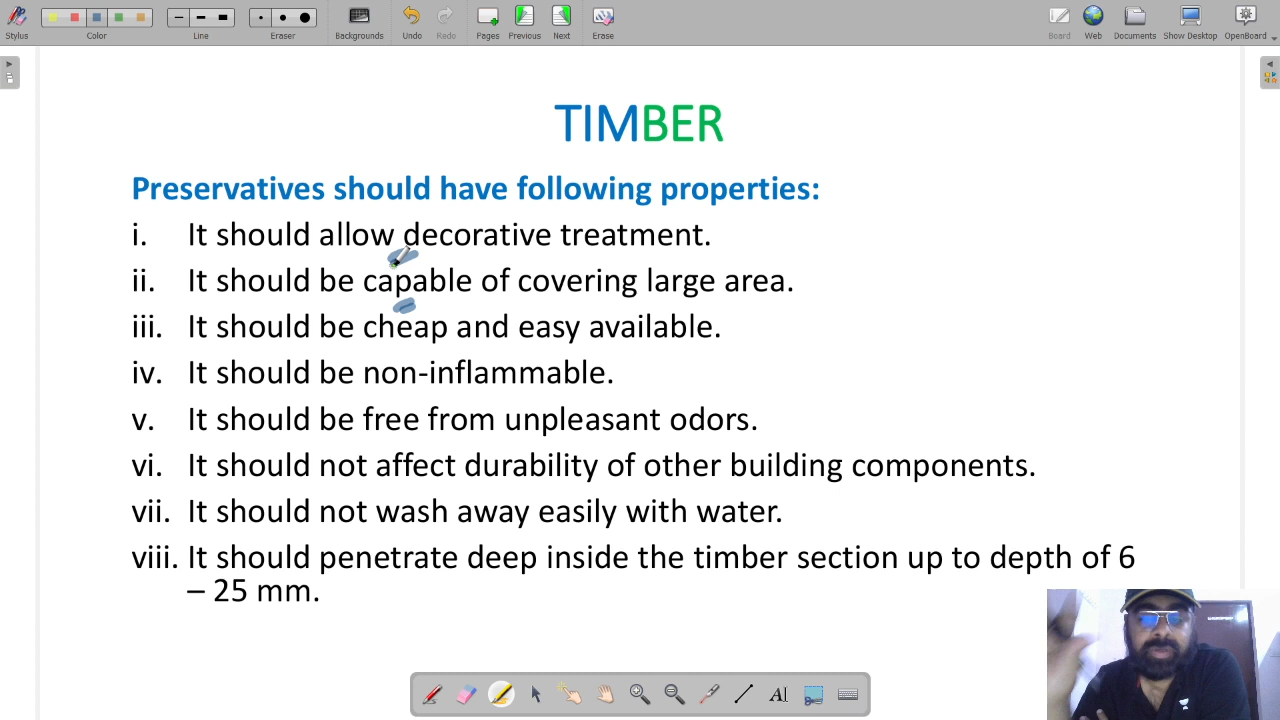 Stylus
Color
Line
Eraser
Backgrounds
Undo
Redo
Pages
Previous
Next
Erase
Board
Web
Documents
Show Desktop
OpenBoard
TIMBER
Preservatives should have following properties:
i. It should allow decorative treatment.
ii. It should be capable of covering large area.
iii. It should be cheap and easy available.
iv. It should be non-inflammable.
v. It should be free from unpleasant odors.
vi. It should not affect durability of other building components.
vii. It should not wash away easily with water.
viii. It should penetrate deep inside the timber section up to depth of 6
– 25 mm.
AI